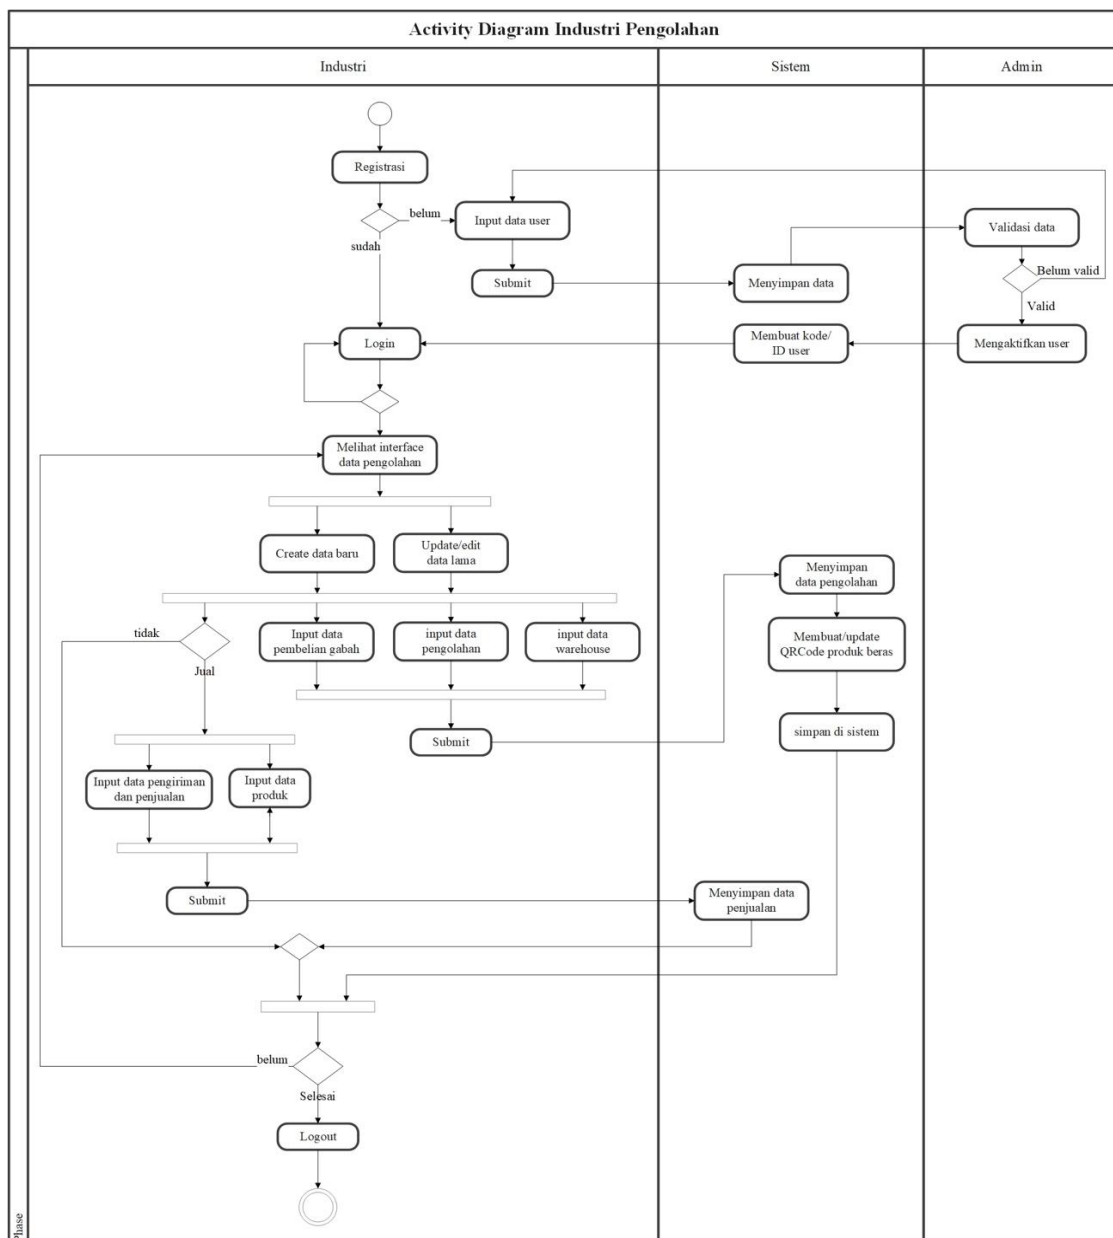 Activity Diagram Industri Pengolahan
Industri
Sistem
Admin
Registrasi
belum
Input data user
Validasi data
sudah
Submit
Menyimpan data
Belum valid
Valid
Login
Membuat kode/
ID user
Mengaktifkan user
Melihat interface
data pengolahan
Create data baru
Update/edit
data lama
Menyimpan
data pengolahan
tidak
Jual
Input data
pembelian gabah
input data
pengolahan
input data
warehouse
Membuat/update
QRCode produk beras
Submit
simpan di sistem
Input data pengiriman
dan penjualan
Input data
produk
Submit
Menyimpan data
penjualan
belum
Selesai
Logout
Phase